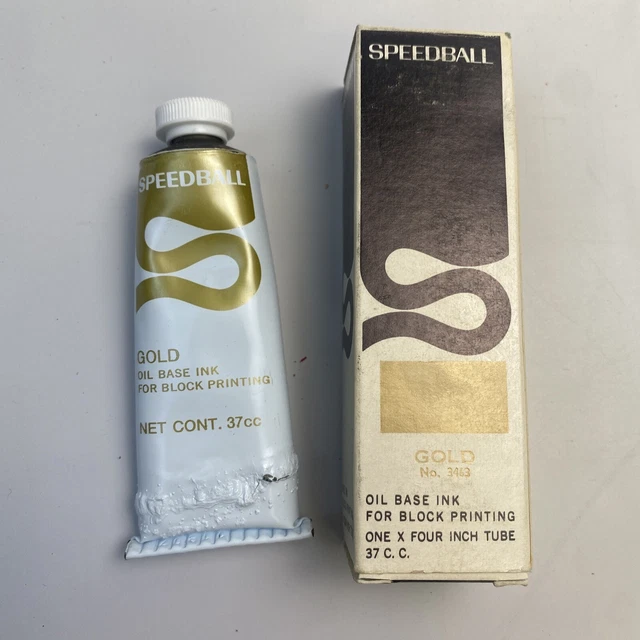 SPEEDBALL
GOLD
OIL BASE INK
FOR BLOCK PRINTING
NET CONT. 37cc
SPEEDBALL
GOLD
No. 3463
OIL BASE INK
FOR BLOCK PRINTING
ONE X FOUR INCH TUBE
37 C. C.